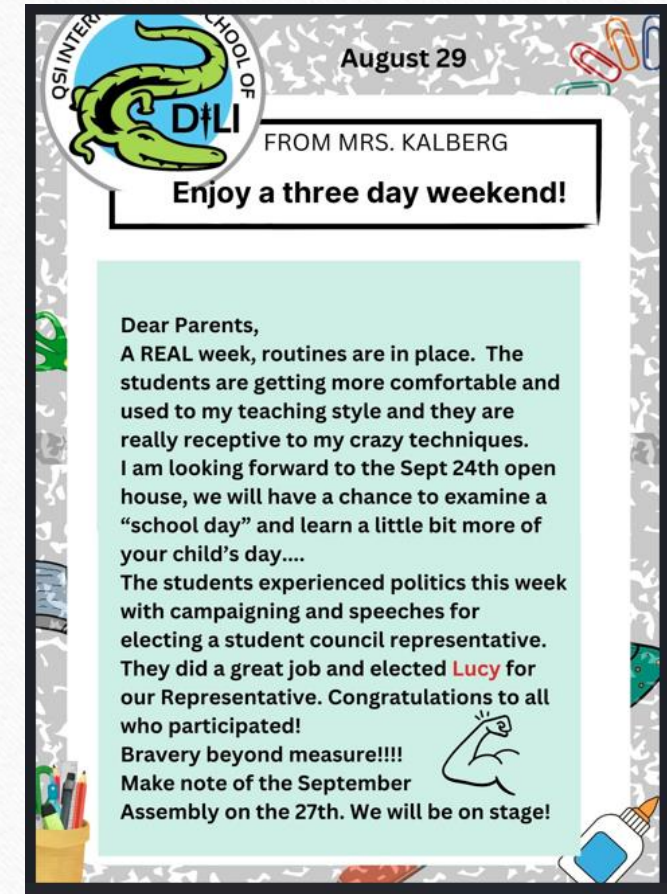 QSI INTER
CHOOL OF
DILI
August 29
FROM MRS. KALBERG
Enjoy a three day weekend!
Dear Parents,
A REAL week, routines are in place. The
students are getting more comfortable and
used to my teaching style and they are
really receptive to my crazy techniques.
I am looking forward to the Sept 24th open
house, we will have a chance to examine a
“school day” and learn a little bit more of
your child’s day....
The students experienced politics this week
with campaigning and speeches for
electing a student council representative.
They did a great job and elected Lucy for
our Representative. Congratulations to all
who participated!
Bravery beyond measure!!!!
Make note of the September
Assembly on the 27th. We will be on stage!